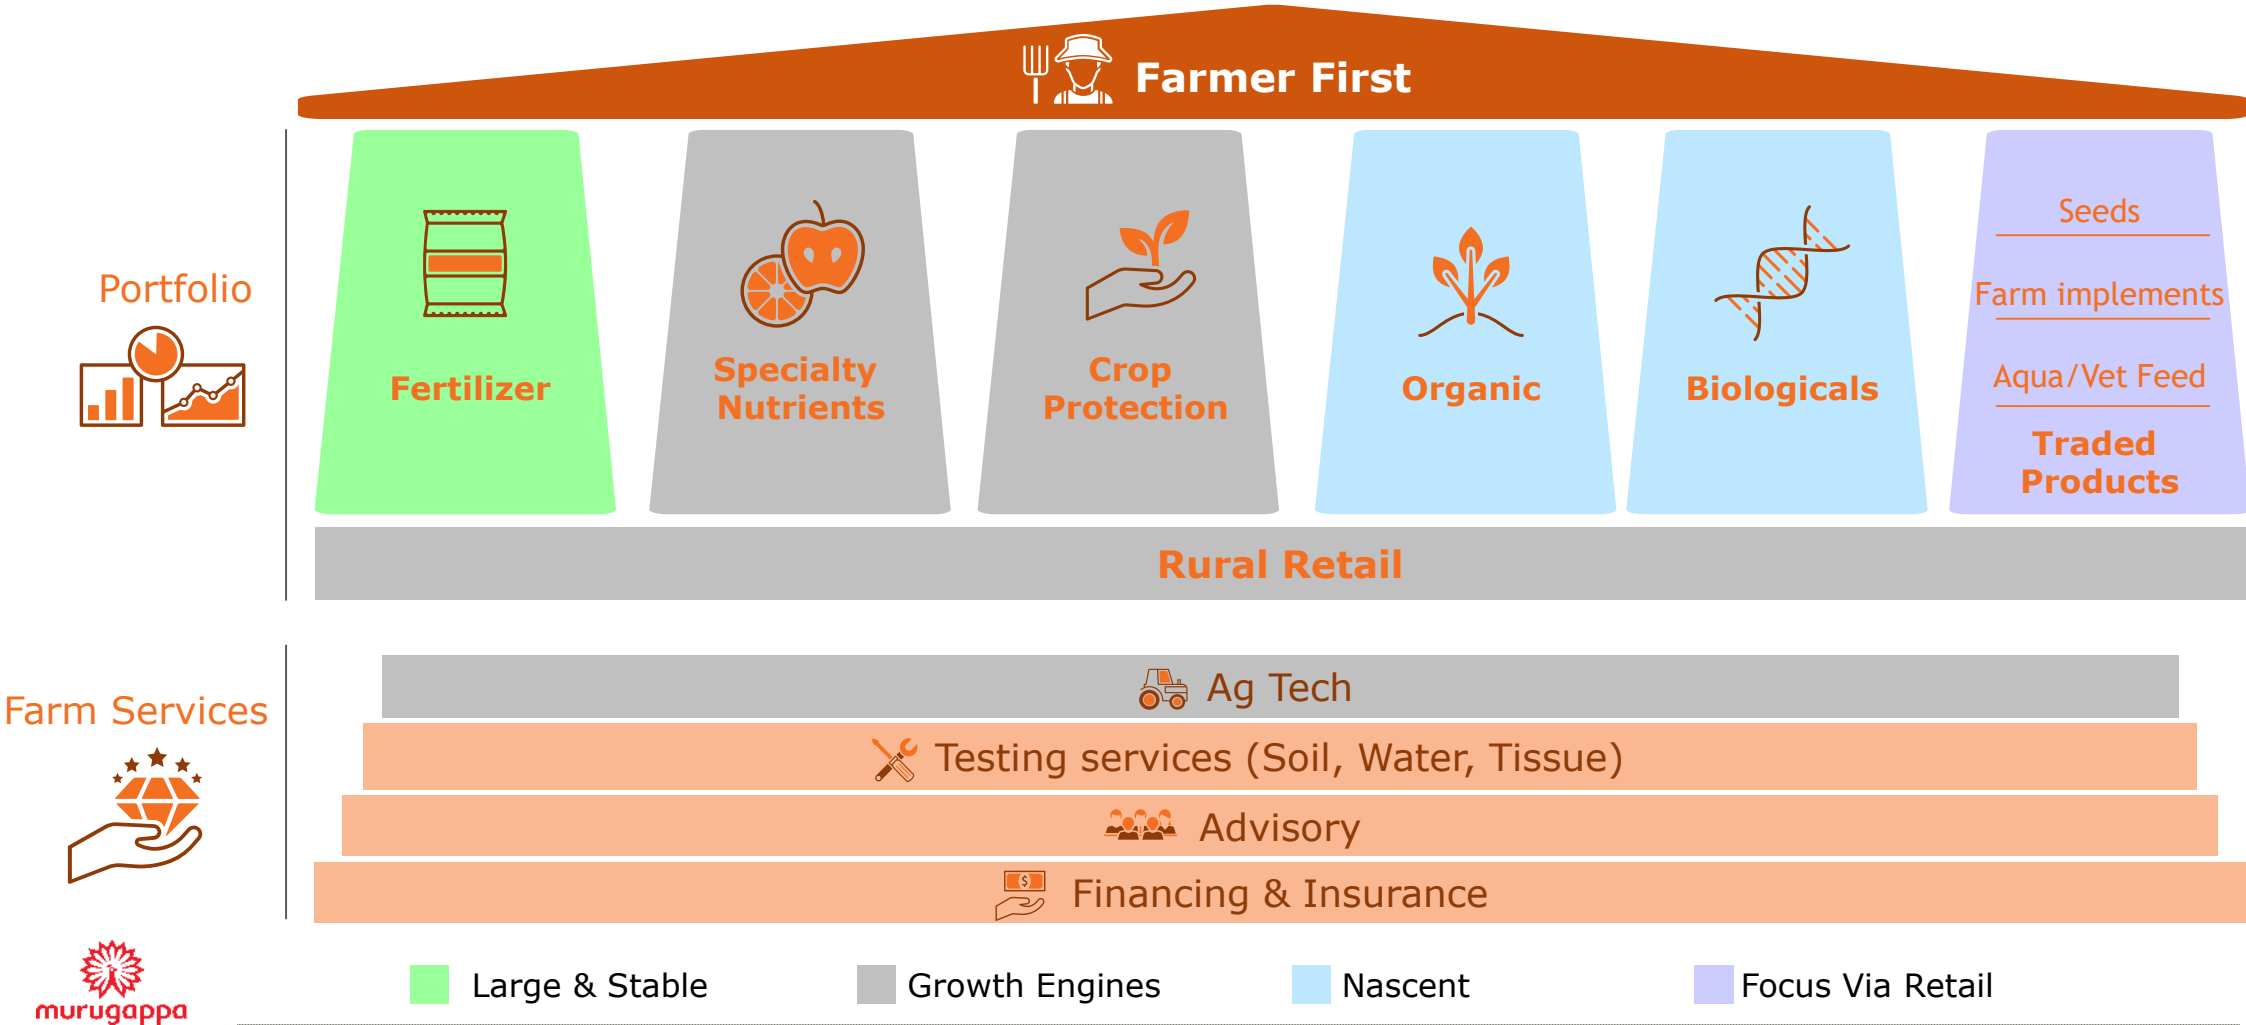 Farmer First
Portfolio
Fertilizer
Specialty
Nutrients
Crop
Protection
Organic
Biologicals
Seeds
Farm implements
Aqua/Vet Feed
Traded
Products
Rural Retail
Farm Services
Ag Tech
Testing services (Soil, Water, Tissue)
Advisory
$
Financing & Insurance
murugappa
Large & Stable
Growth Engines
Nascent
Focus Via Retail